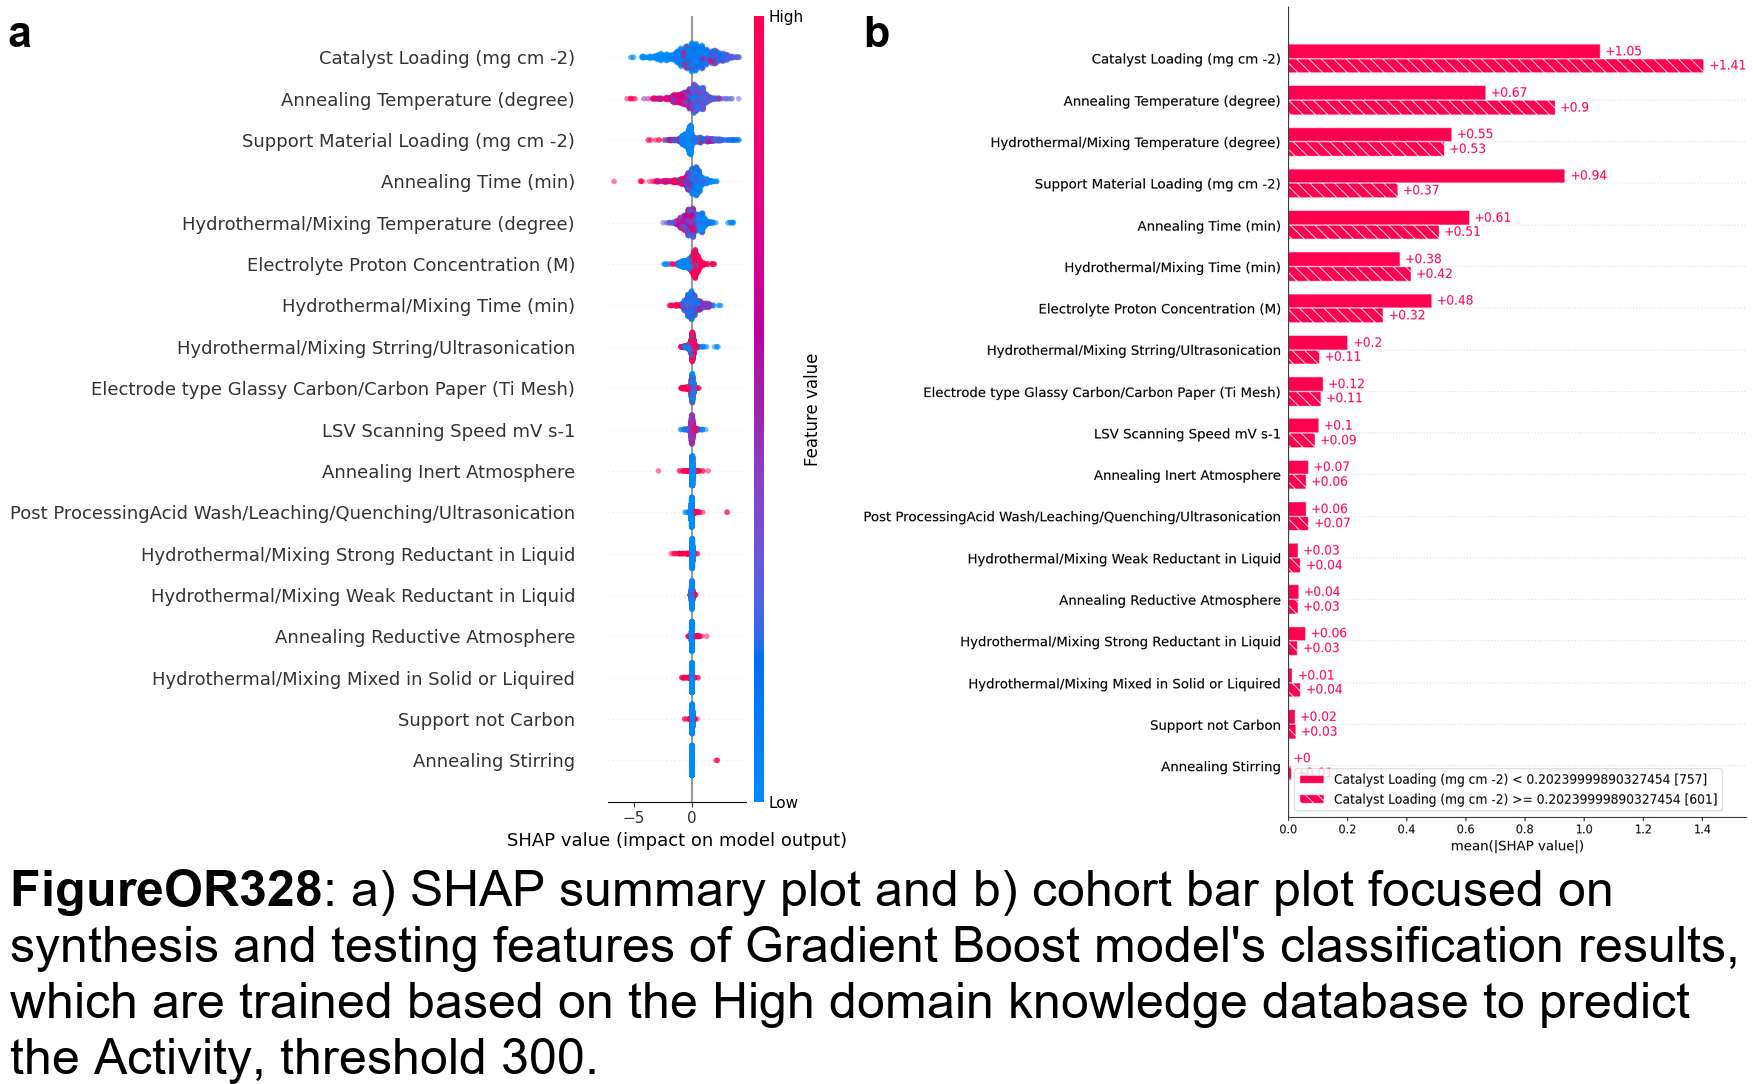 a
High
Catalyst Loading (mg cm -2)
Annealing Temperature (degree)
Support Material Loading (mg cm -2)
Annealing Time (min)
Hydrothermal/Mixing Temperature (degree)
Electrolyte Proton Concentration (M)
Hydrothermal/Mixing Time (min)
Hydrothermal/Mixing Strring/Ultrasonication
Electrode type Glassy Carbon/Carbon Paper (Ti Mesh)
LSV Scanning Speed mV s-1
Annealing Inert Atmosphere
Post ProcessingAcid Wash/Leaching/Quenching/Ultrasonication
Hydrothermal/Mixing Strong Reductant in Liquid
Hydrothermal/Mixing Weak Reductant in Liquid
Annealing Reductive Atmosphere
Hydrothermal/Mixing Mixed in Solid or Liquired
Support not Carbon
Annealing Stirring
Feature value
Low
−5 0
SHAP value (impact on model output)
b
Catalyst Loading (mg cm -2) +1.05
+1.41
Annealing Temperature (degree) +0.67
+0.9
Hydrothermal/Mixing Temperature (degree) +0.55
+0.53
Support Material Loading (mg cm -2) +0.94
+0.37
Annealing Time (min) +0.61
+0.51
Hydrothermal/Mixing Time (min) +0.38
+0.42
Electrolyte Proton Concentration (M) +0.48
+0.32
Hydrothermal/Mixing Strring/Ultrasonication +0.2
+0.11
Electrode type Glassy Carbon/Carbon Paper (Ti Mesh) +0.12
+0.11
LSV Scanning Speed mV s-1 +0.1
+0.09
Annealing Inert Atmosphere +0.07
+0.06
Post ProcessingAcid Wash/Leaching/Quenching/Ultrasonication +0.06
+0.07
Hydrothermal/Mixing Weak Reductant in Liquid +0.03
+0.04
Annealing Reductive Atmosphere +0.04
+0.03
Hydrothermal/Mixing Strong Reductant in Liquid +0.06
+0.03
Hydrothermal/Mixing Mixed in Solid or Liquired +0.01
+0.04
Support not Carbon +0.02
+0.03
Annealing Stirring +0
+0.01
Catalyst Loading (mg cm -2) < 0.20239999890327454 [757]
Catalyst Loading (mg cm -2) >= 0.20239999890327454 [601]
0.0 0.2 0.4 0.6 0.8 1.0 1.2 1.4
mean(|SHAP value|)
FigureOR328: a) SHAP summary plot and b) cohort bar plot focused on
synthesis and testing features of Gradient Boost model's classification results,
which are trained based on the High domain knowledge database to predict
the Activity, threshold 300.